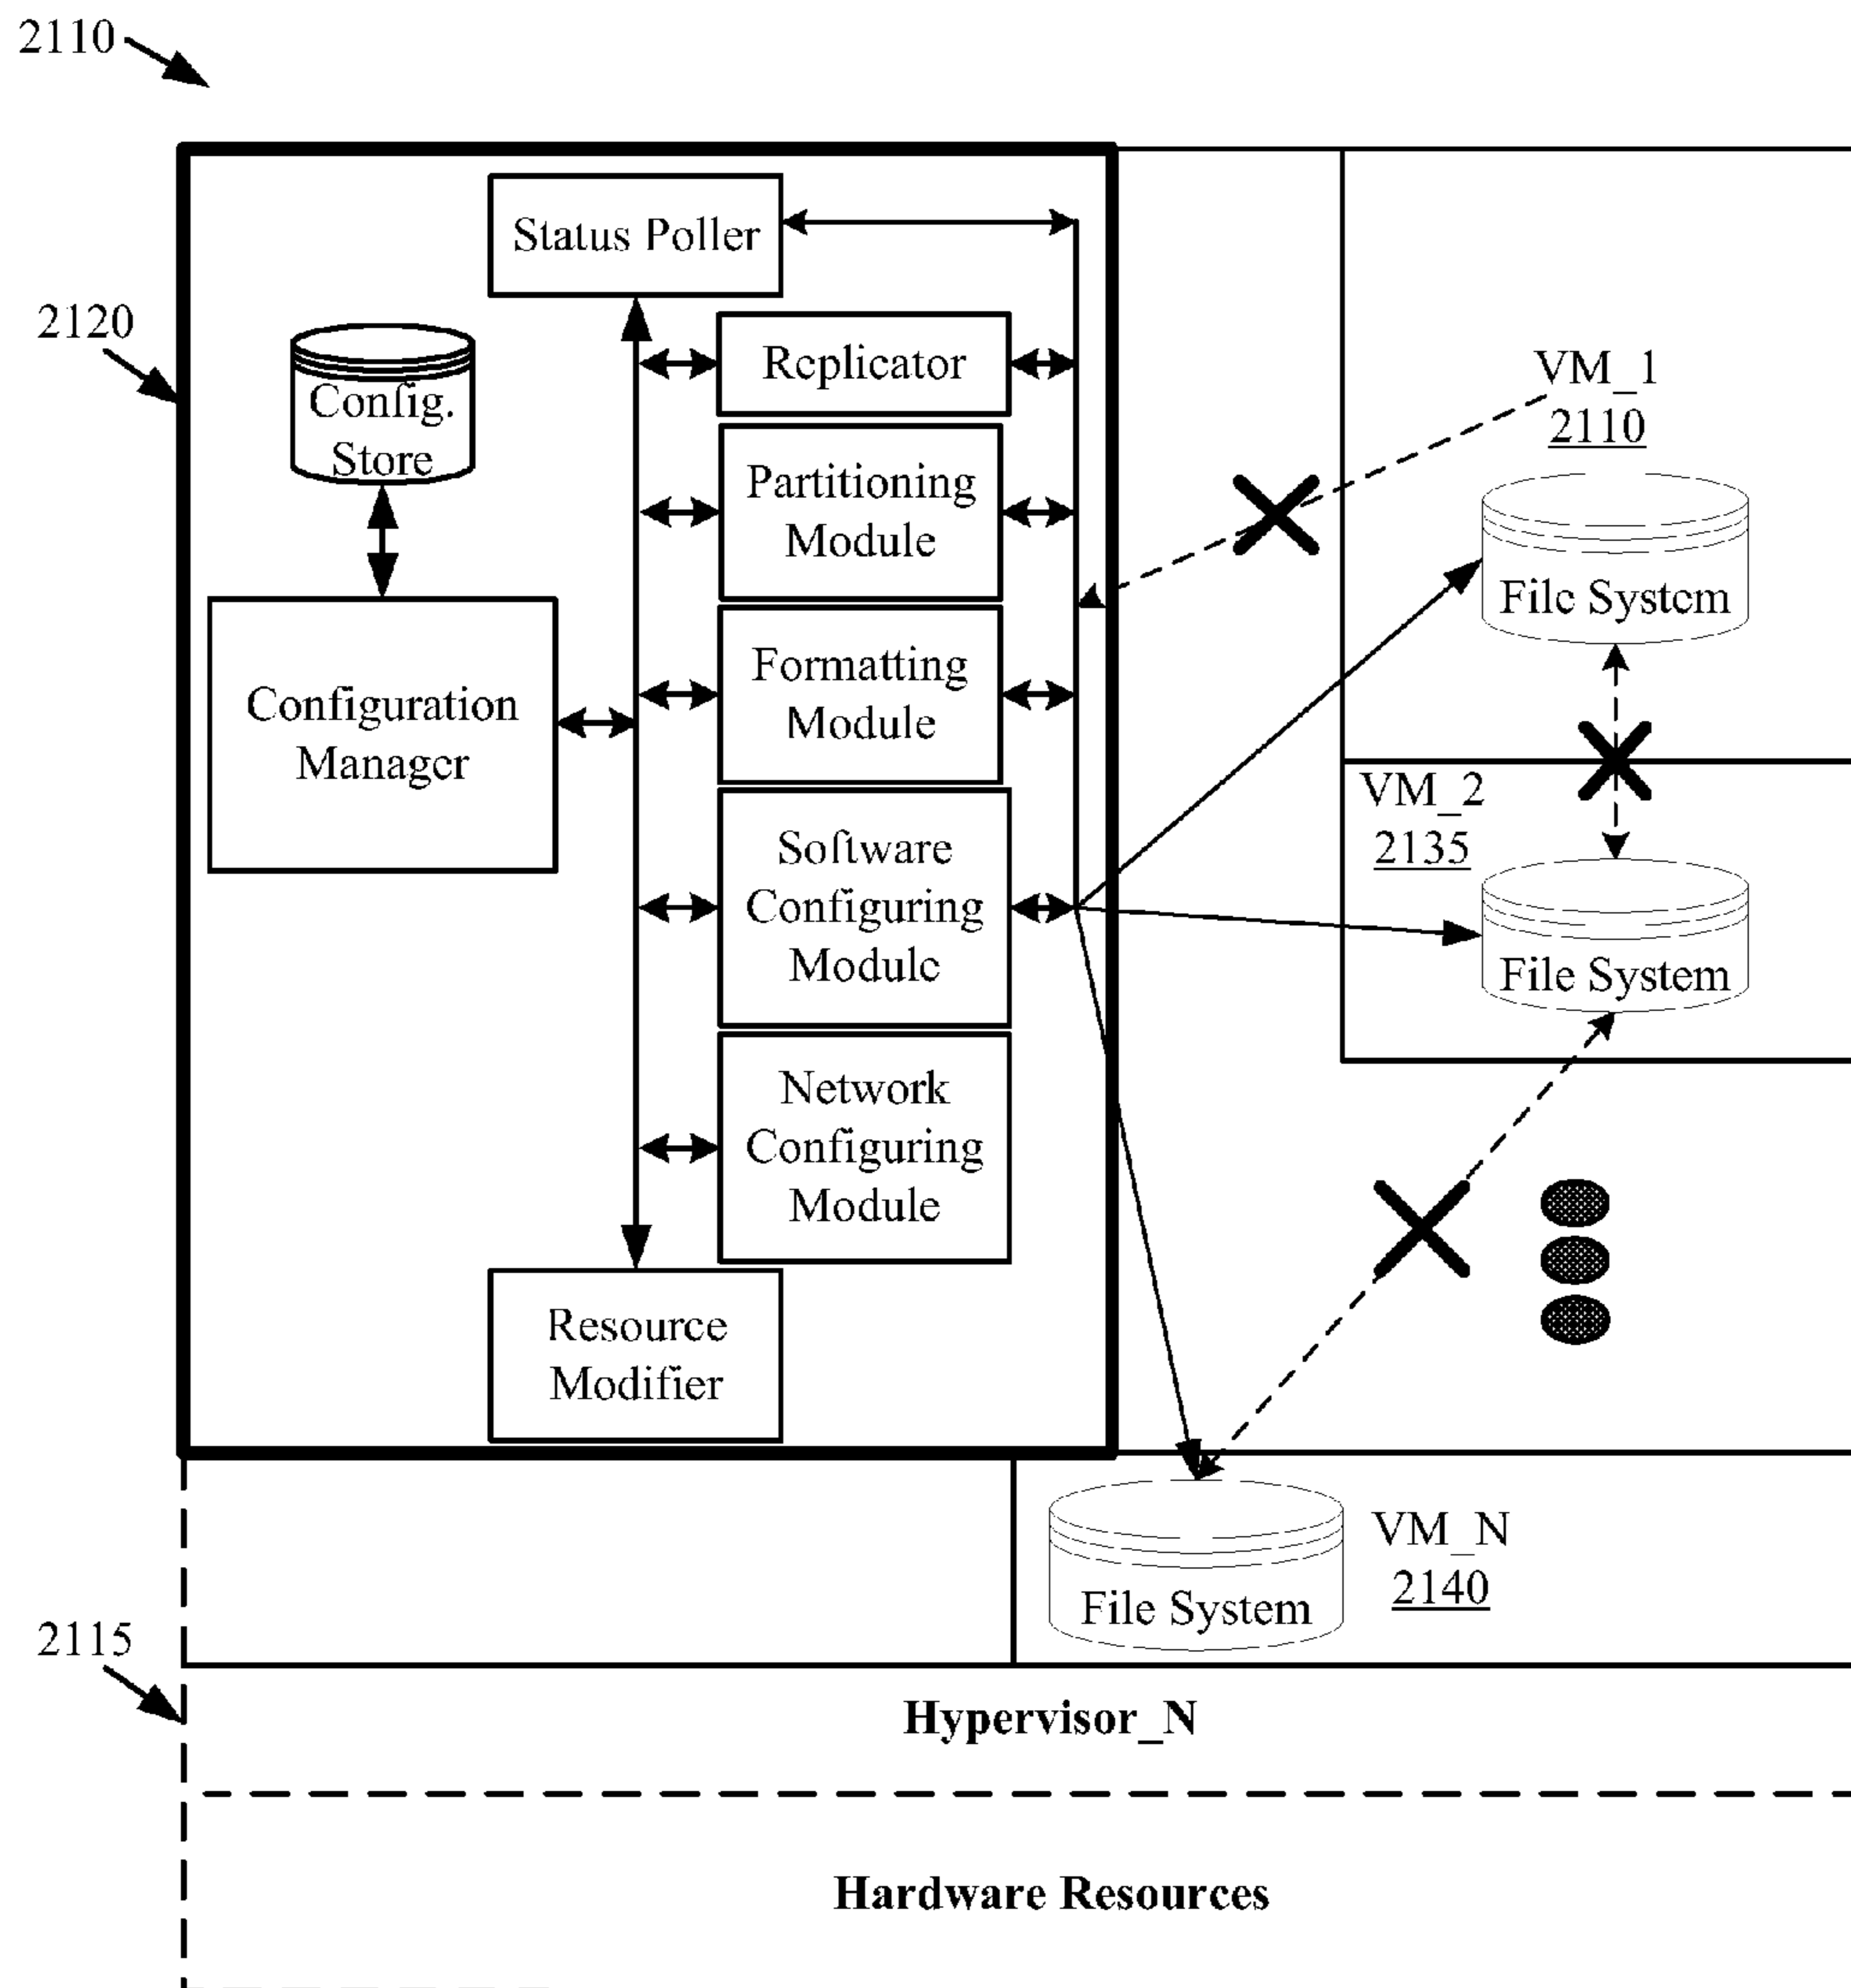 2110
Status Poller
2120
Replicator
Config.
Store
VM_1
2110
Partitioning
Module
File System
Formatting
Module
Configuration
Manager
VM_2
2135
Software
Configuring
Module
File System
Network
Configuring
Module
Resource
Modifier
VM_N
2140
File System
2115
Hypervisor_N
Hardware Resources